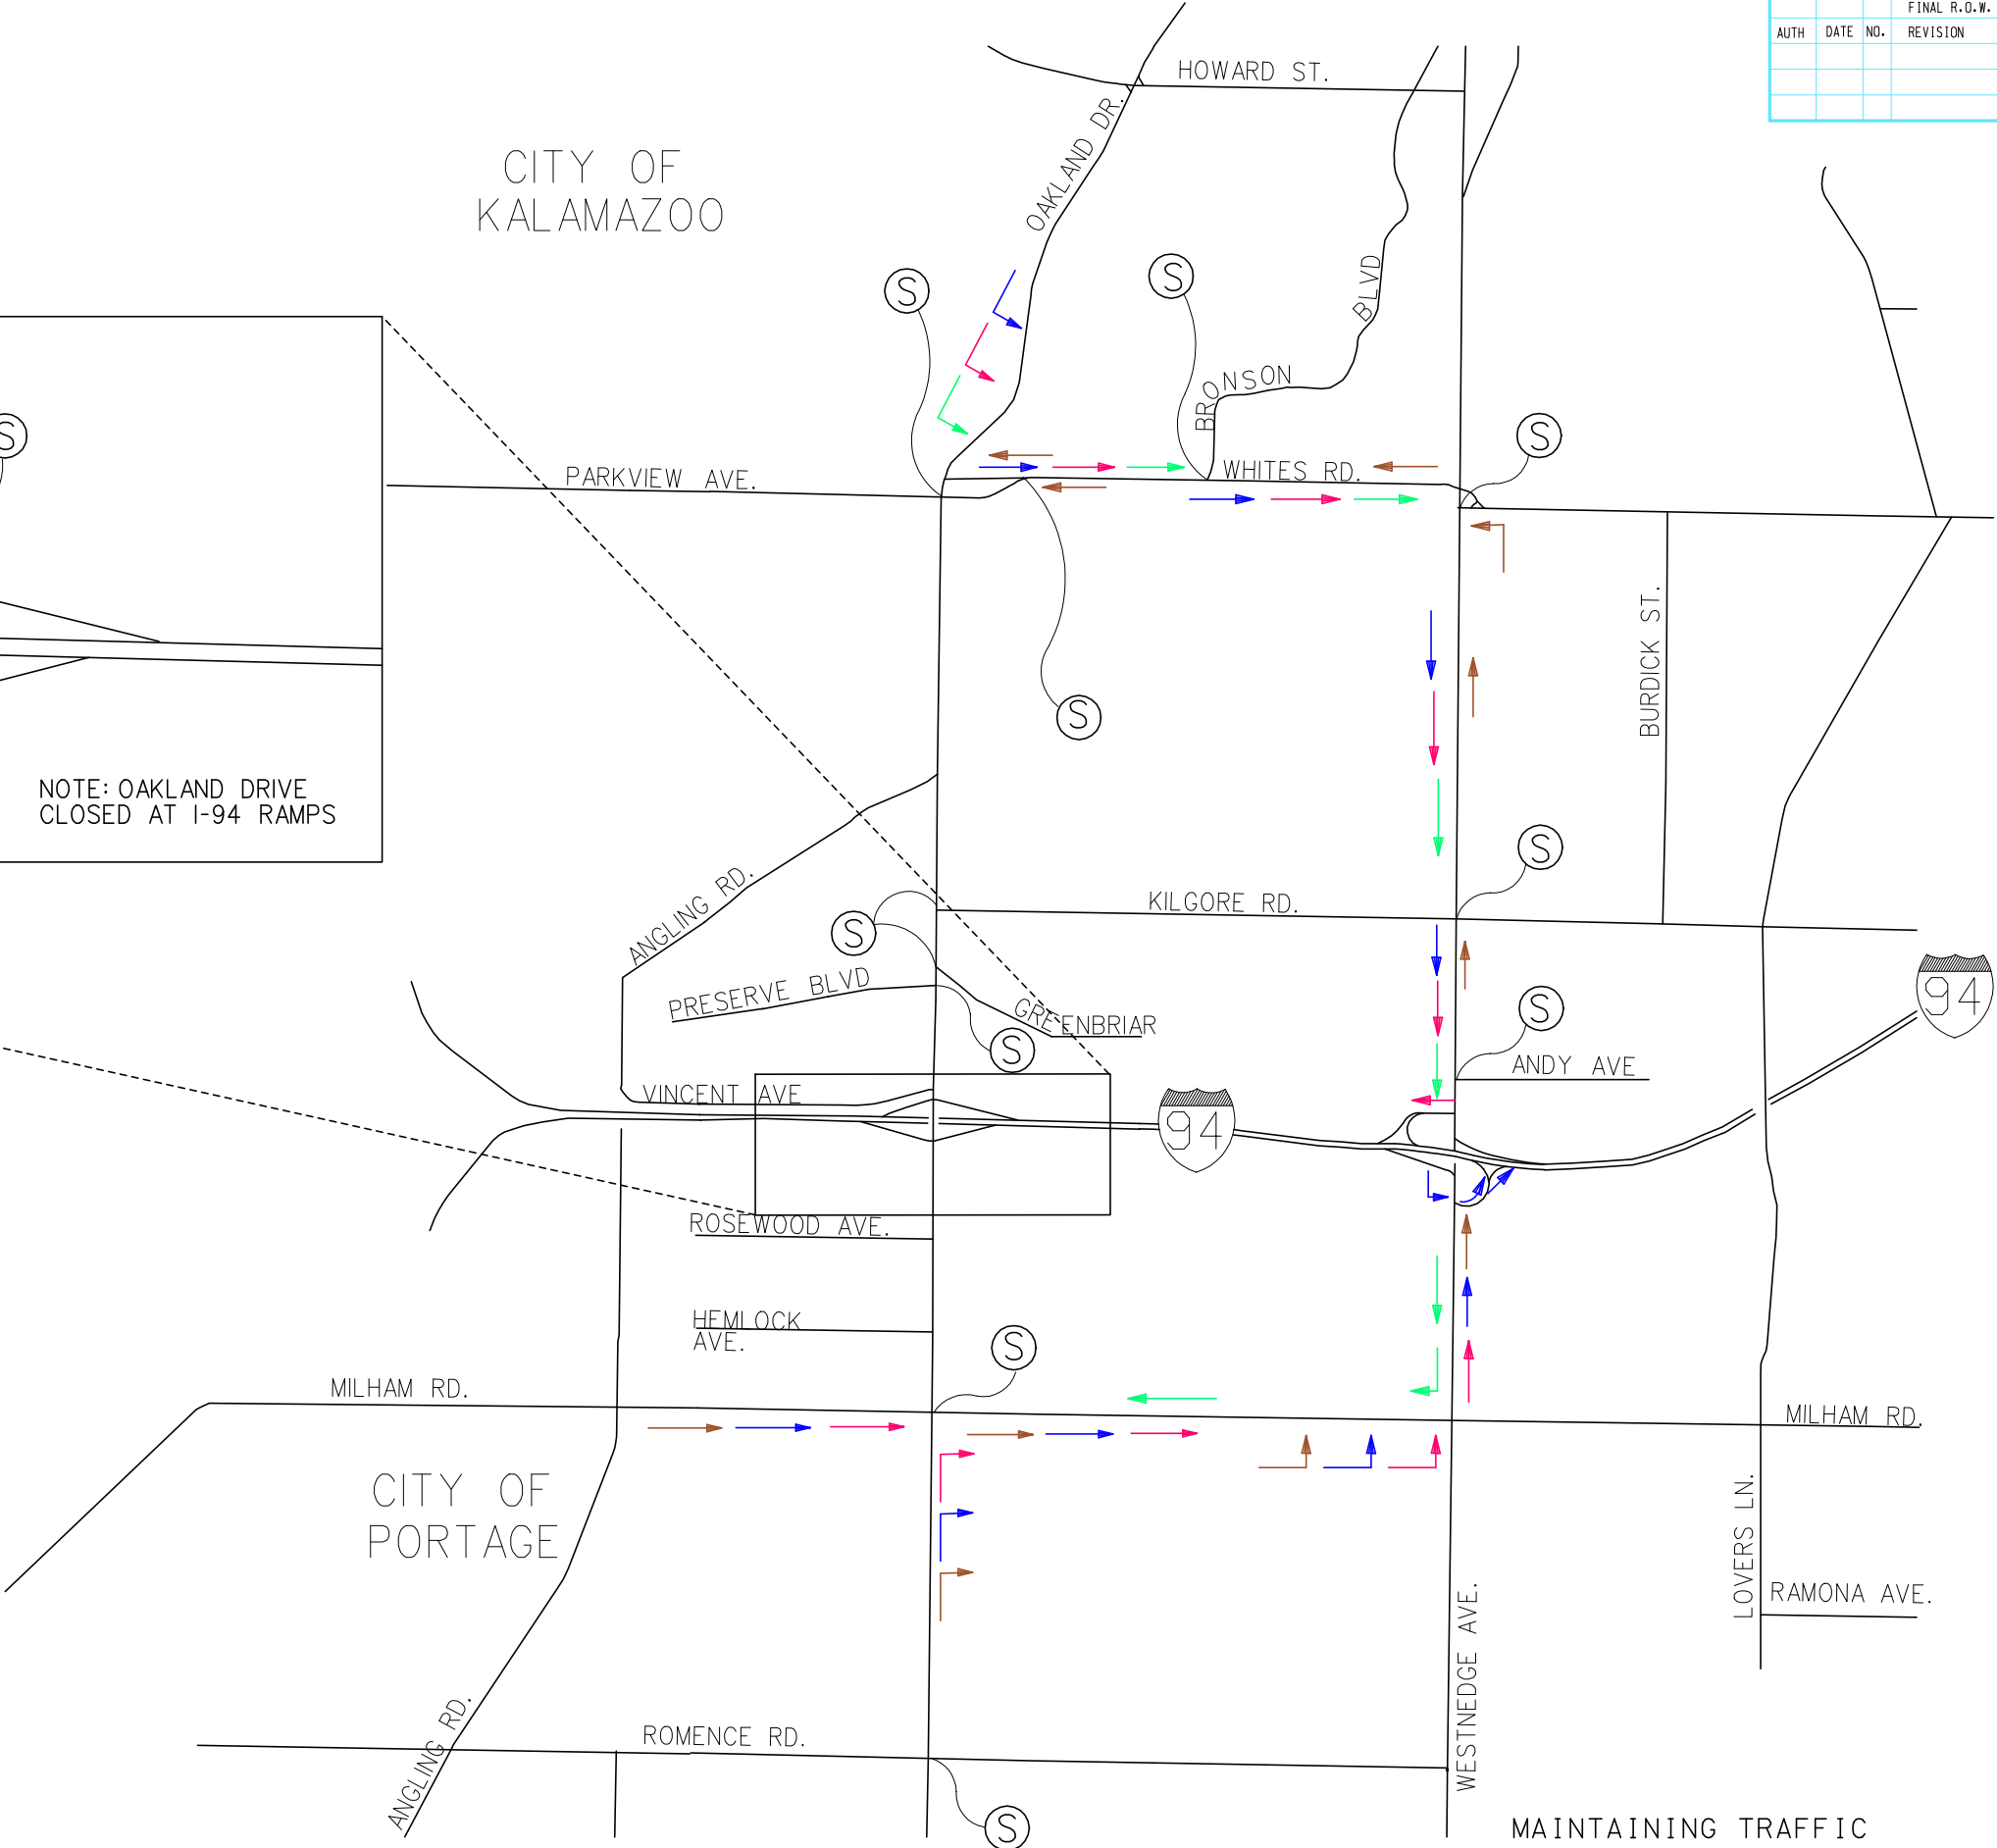 FINAL R.O.W.
AUTH DATE NO. REVISION
HOWARD ST.
OAKLAND DR.
CITY OF
KALAMAZOO
S
S
BLVD
BRONSON
S
S
PARKVIEW AVE.
WHITES RD.
BURDICK ST.
S
NOTE: OAKLAND DRIVE
CLOSED AT I-94 RAMPS
S
ANGLING RD.
KILGORE RD.
S
PRESERVE BLVD
GREENBRIAR
S
94
S
ANDY AVE
VINCENT AVE
94
ROSEWOOD AVE.
HEMLOCK
AVE.
S
MILHAM RD.
MILHAM RD.
CITY OF
PORTAGE
LOVERS LN.
RAMONA AVE.
WESTNEDGE AVE.
ANGLING RD.
ROMENCE RD.
S
MAINTAINING TRAFFIC